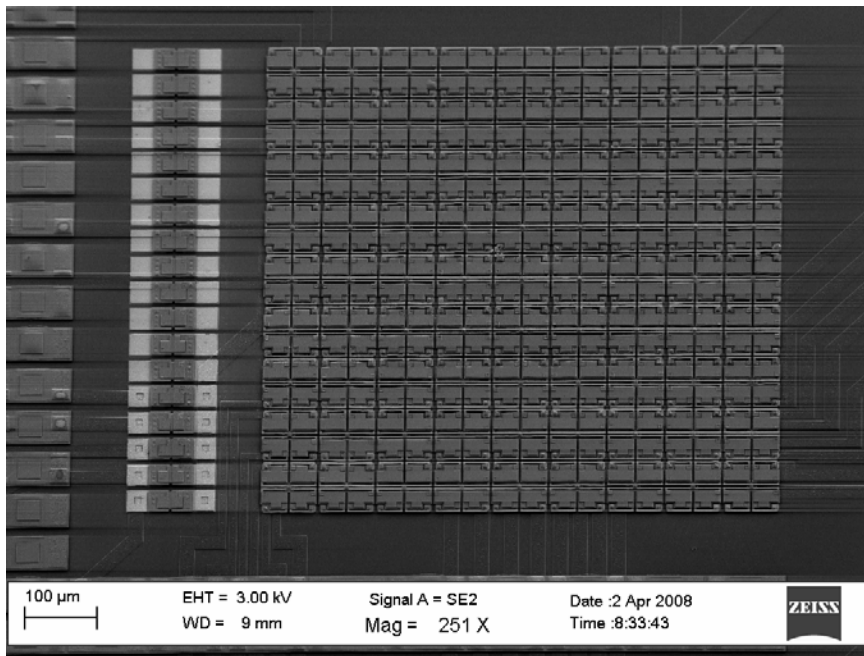 100 µm
EHT = 3.00 kV
WD = 9 mm
Signal A = SE2
Mag = 251 X
Date :2 Apr 2008
Time :8:33:43
ZEISS